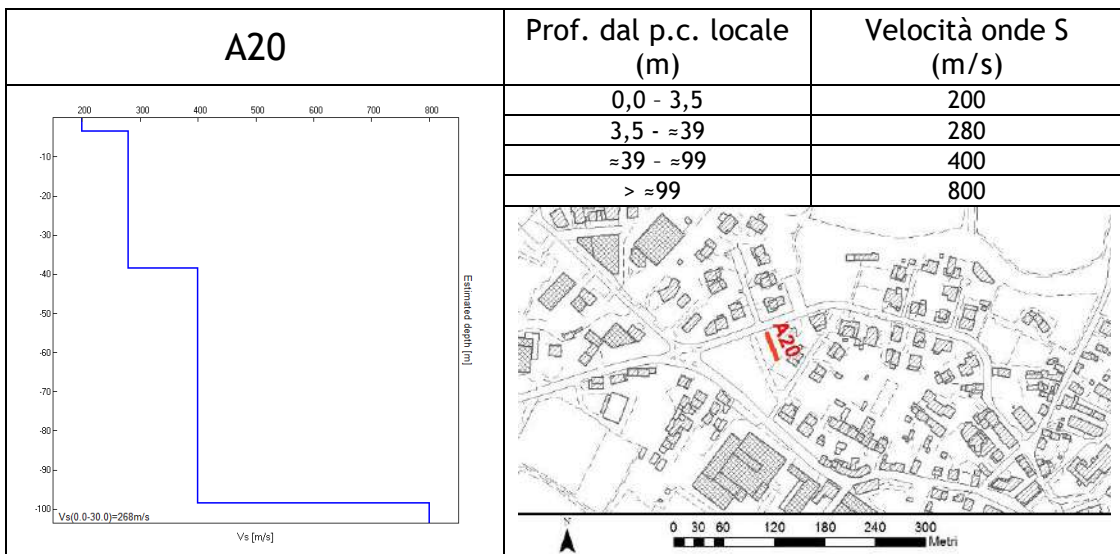 A20
Prof. dal p.c. locale
(m)
Velocità onde S
(m/s)
0,0 – 3,5
200
3,5 - ≈39
280
≈39 – ≈99
400
> ≈99
800
200 300 400 500 600 700 800
-10
-20
-30
-40
-50
-60
-70
-80
-90
-100
Estimated depth [m]
Vs(0.0-30.0)=268m/s
Vs [m/s]
A20
N
0 30 60 120 180 240 300
Metri